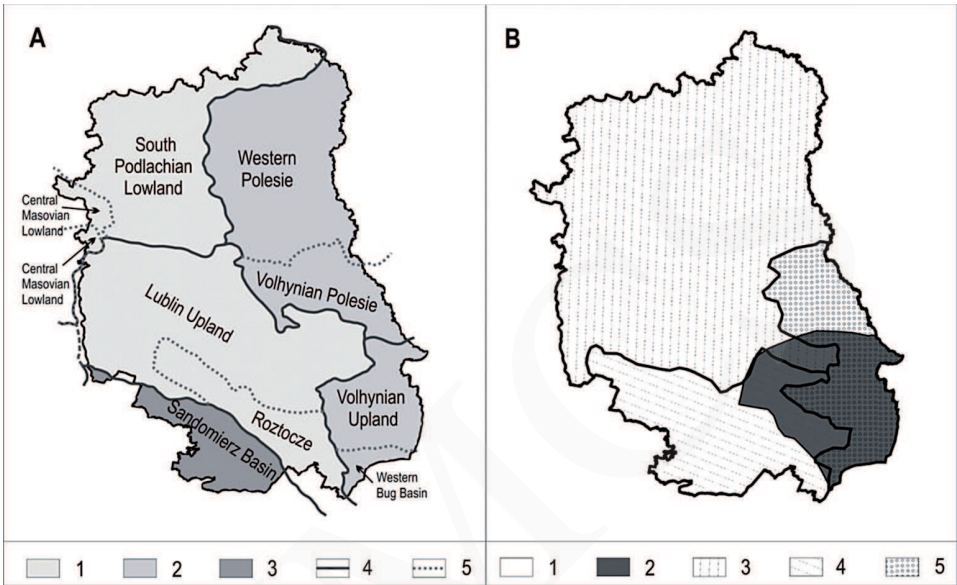 A
South
Podlachian
Lowland
Western
Polesie
Central
Masovian
Lowland
Central
Masovian
Lowland
Volhynian Polesie
Lublin Upland
Volhynian
Upland
Roztocze
Sandomierz Basin
Western
Bug Basin
1 2 3 4 5
B
1 2 3 4 5